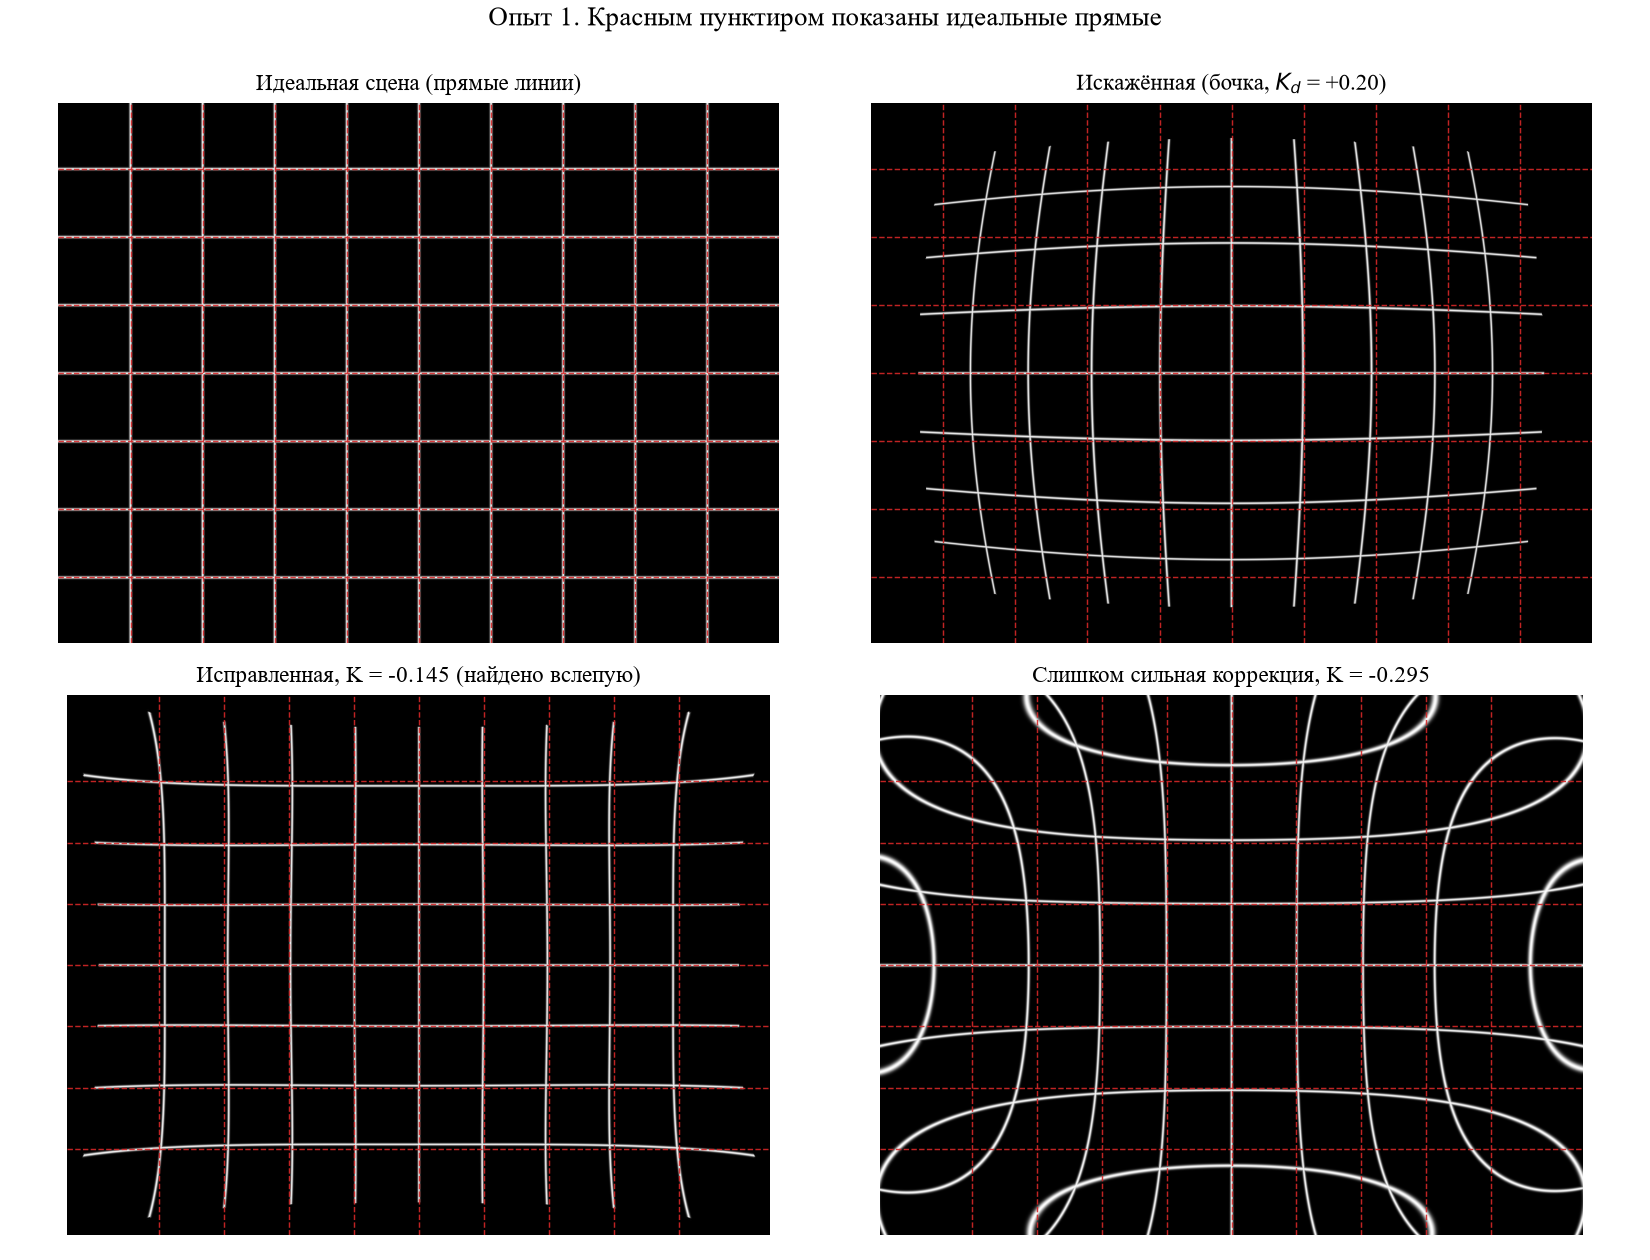 Опыт 1. Красным пунктиром показаны идеальные прямые
Идеальная сцена (прямые линии)
Искажённая (бочка, K_d = +0.20)
Исправленная, K = -0.145 (найдено вслепую)
Слишком сильная коррекция, K = -0.295